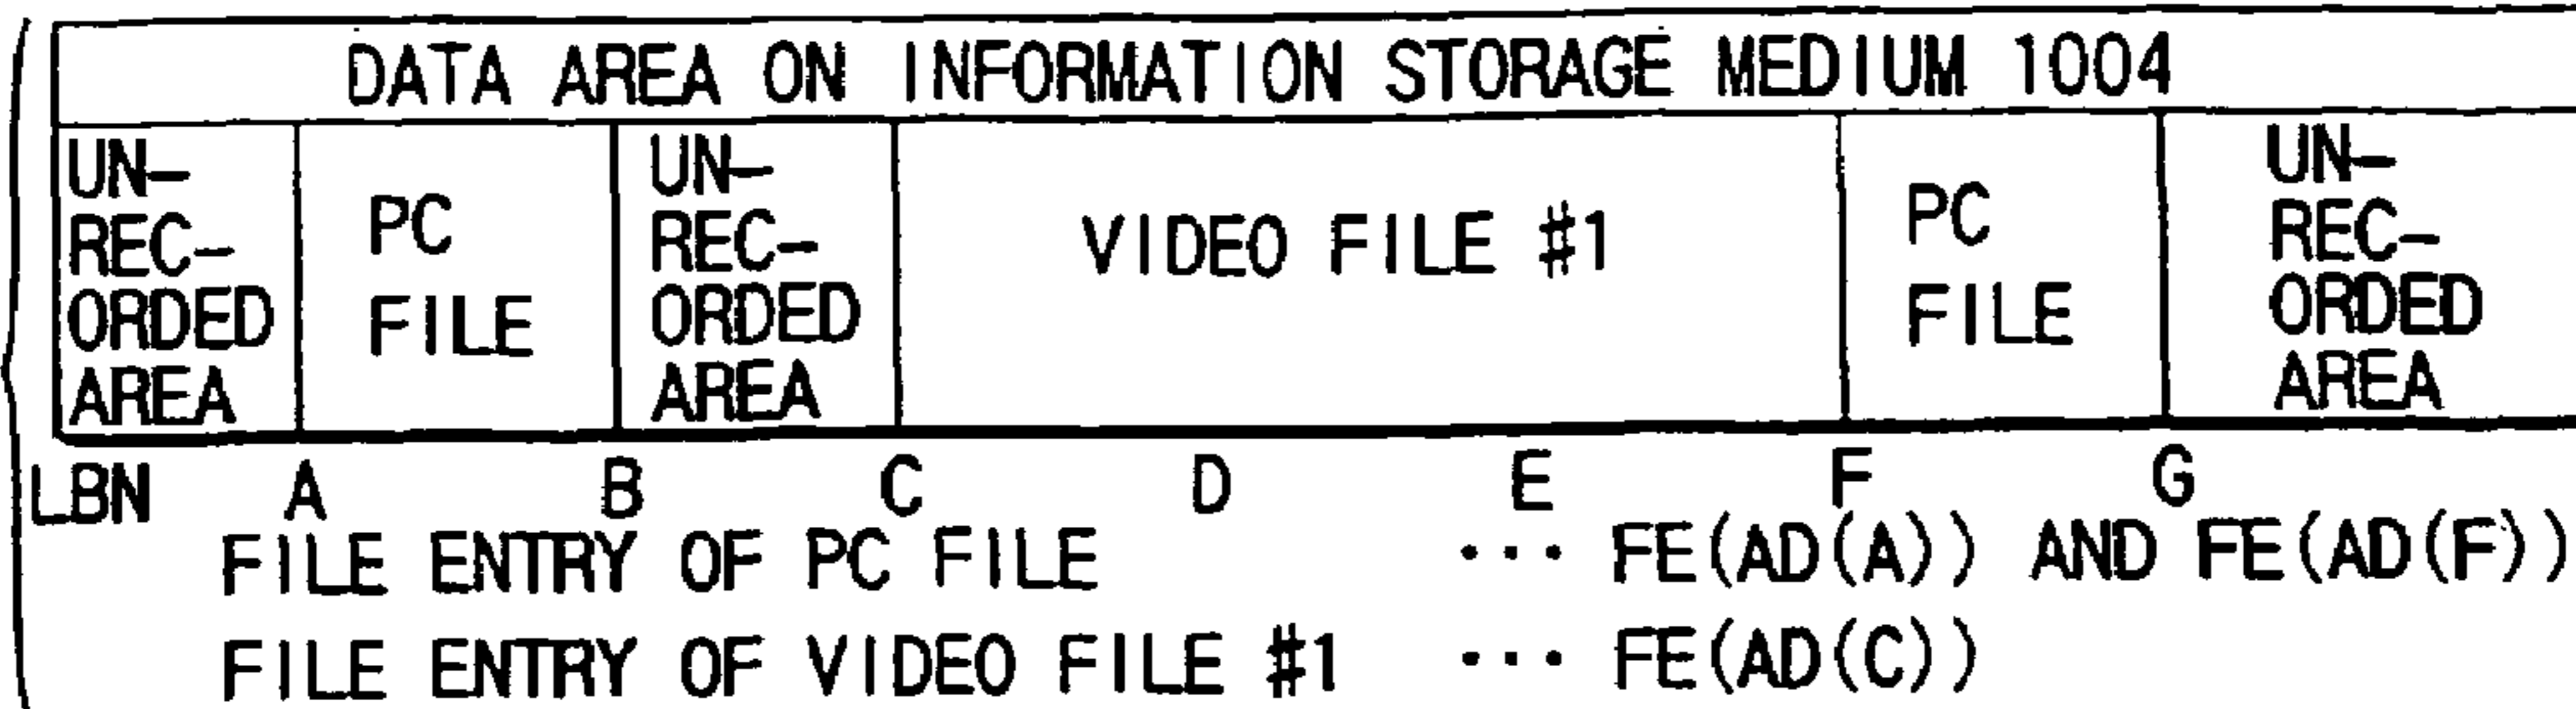 DATA AREA ON INFORMATION STORAGE MEDIUM 1004
UN-
REC-
ORDED
AREA
PC
FILE
UN-
REC-
ORDED
AREA
VIDEO FILE #1
PC
FILE
UN-
REC-
ORDED
AREA
LBN A B C D E F G
FILE ENTRY OF PC FILE ··· FE(AD(A)) AND FE(AD(F))
FILE ENTRY OF VIDEO FILE #1 ··· FE(AD(C))